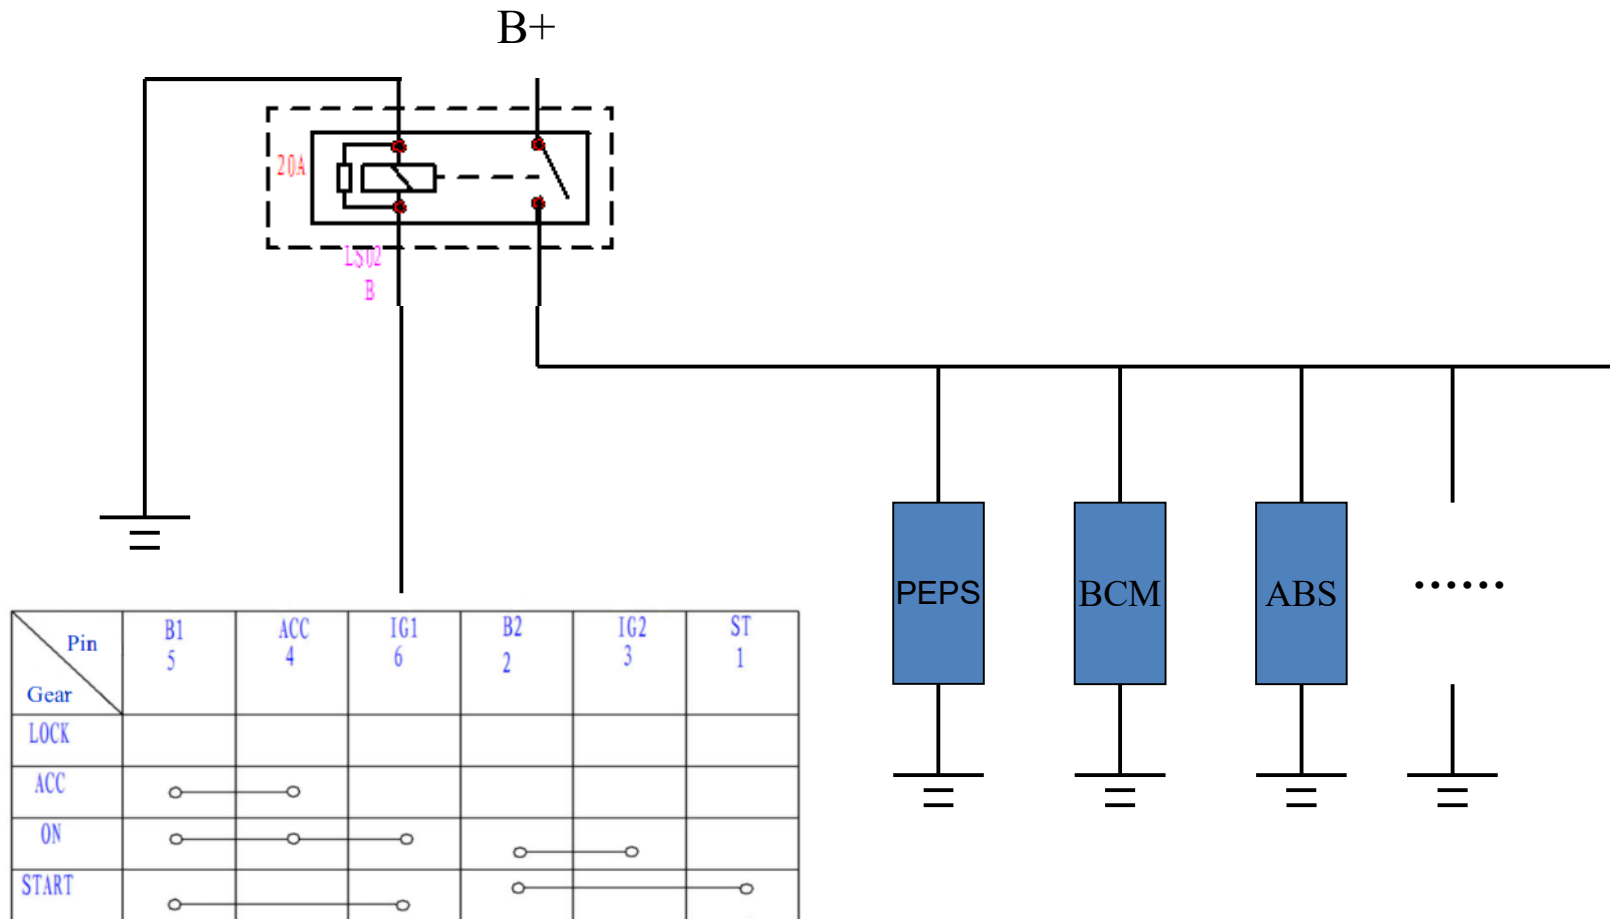 B+
20A
LS02
B
PEPS
BCM
ABS
......
Pin
Gear
B1
5
ACC
4
IG1
6
B2
2
IG2
3
ST
1
LOCK
ACC
ON
START